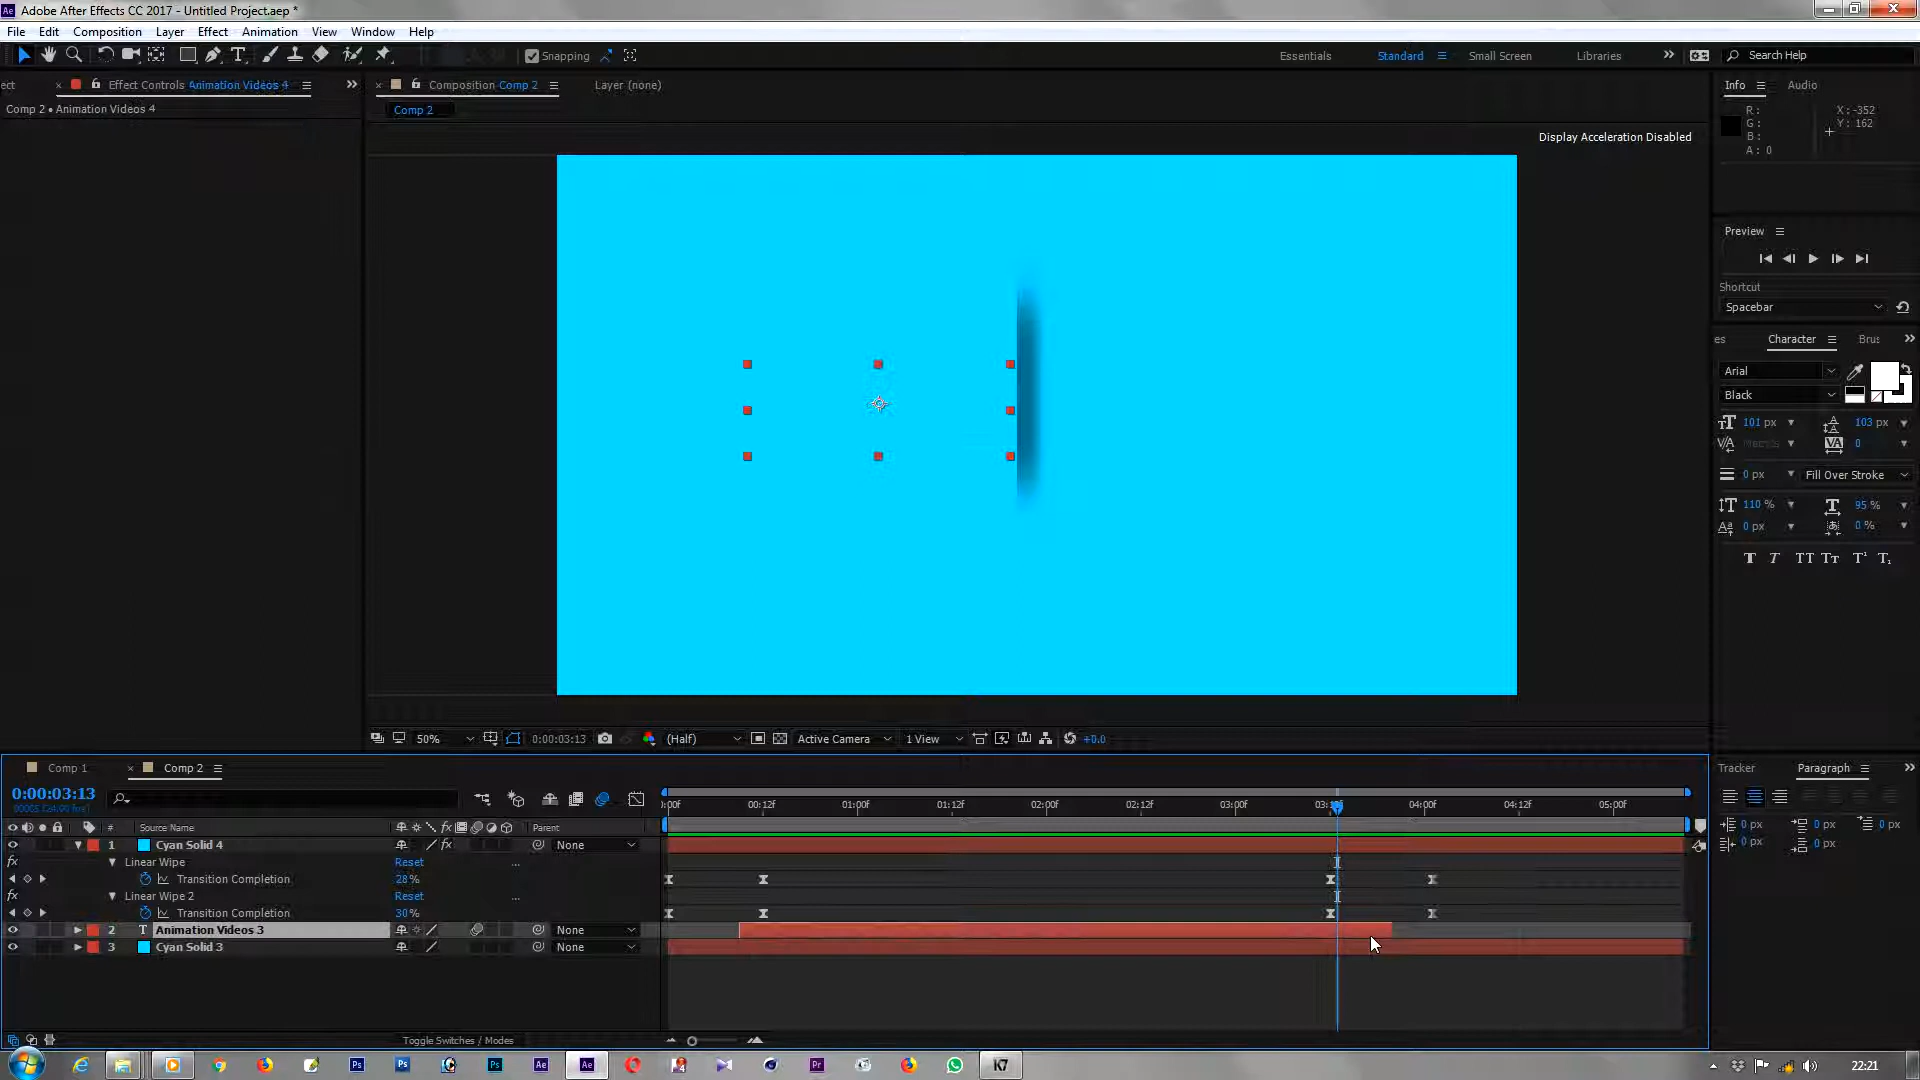 Adobe After Effects CC 2017 - Untitled Project.aep *
File Edit Composition Layer Effect Animation View Window Help
Snapping Essentials Standard Small Screen Libraries Search Help
ect Effect Controls Animation Videos 4 Composition Comp 2 Layer (none) Info Audio
Comp 2 • Animation Videos 4 Comp 2
R: X: -352
G: Y: 162
B:
A: 0
Display Acceleration Disabled
Preview
Shortcut
Spacebar
es Character Brus
Arial
Black
101 px 103 px
Metrics 0
0 px Fill Over Stroke
110 % 95 %
0 px 0 %
50% 0:00:03:13 (Half) Active Camera 1 View +0.0
Comp 1 Comp 2 Tracker Paragraph
0:00:03:13
0 px 0 px 0 px
0 px 0 px
:00f 00:12f 01:00f 01:12f 02:00f 02:12f 03:00f 03:1 04:00f 04:12f 05:00f
# Source Name Parent
1 Cyan Solid 4 None
Linear Wipe Reset ...
Transition Completion 28%
Linear Wipe 2 Reset ...
Transition Completion 30%
2 T Animation Videos 3 None
3 Cyan Solid 3 None
Toggle Switches / Modes
22:21